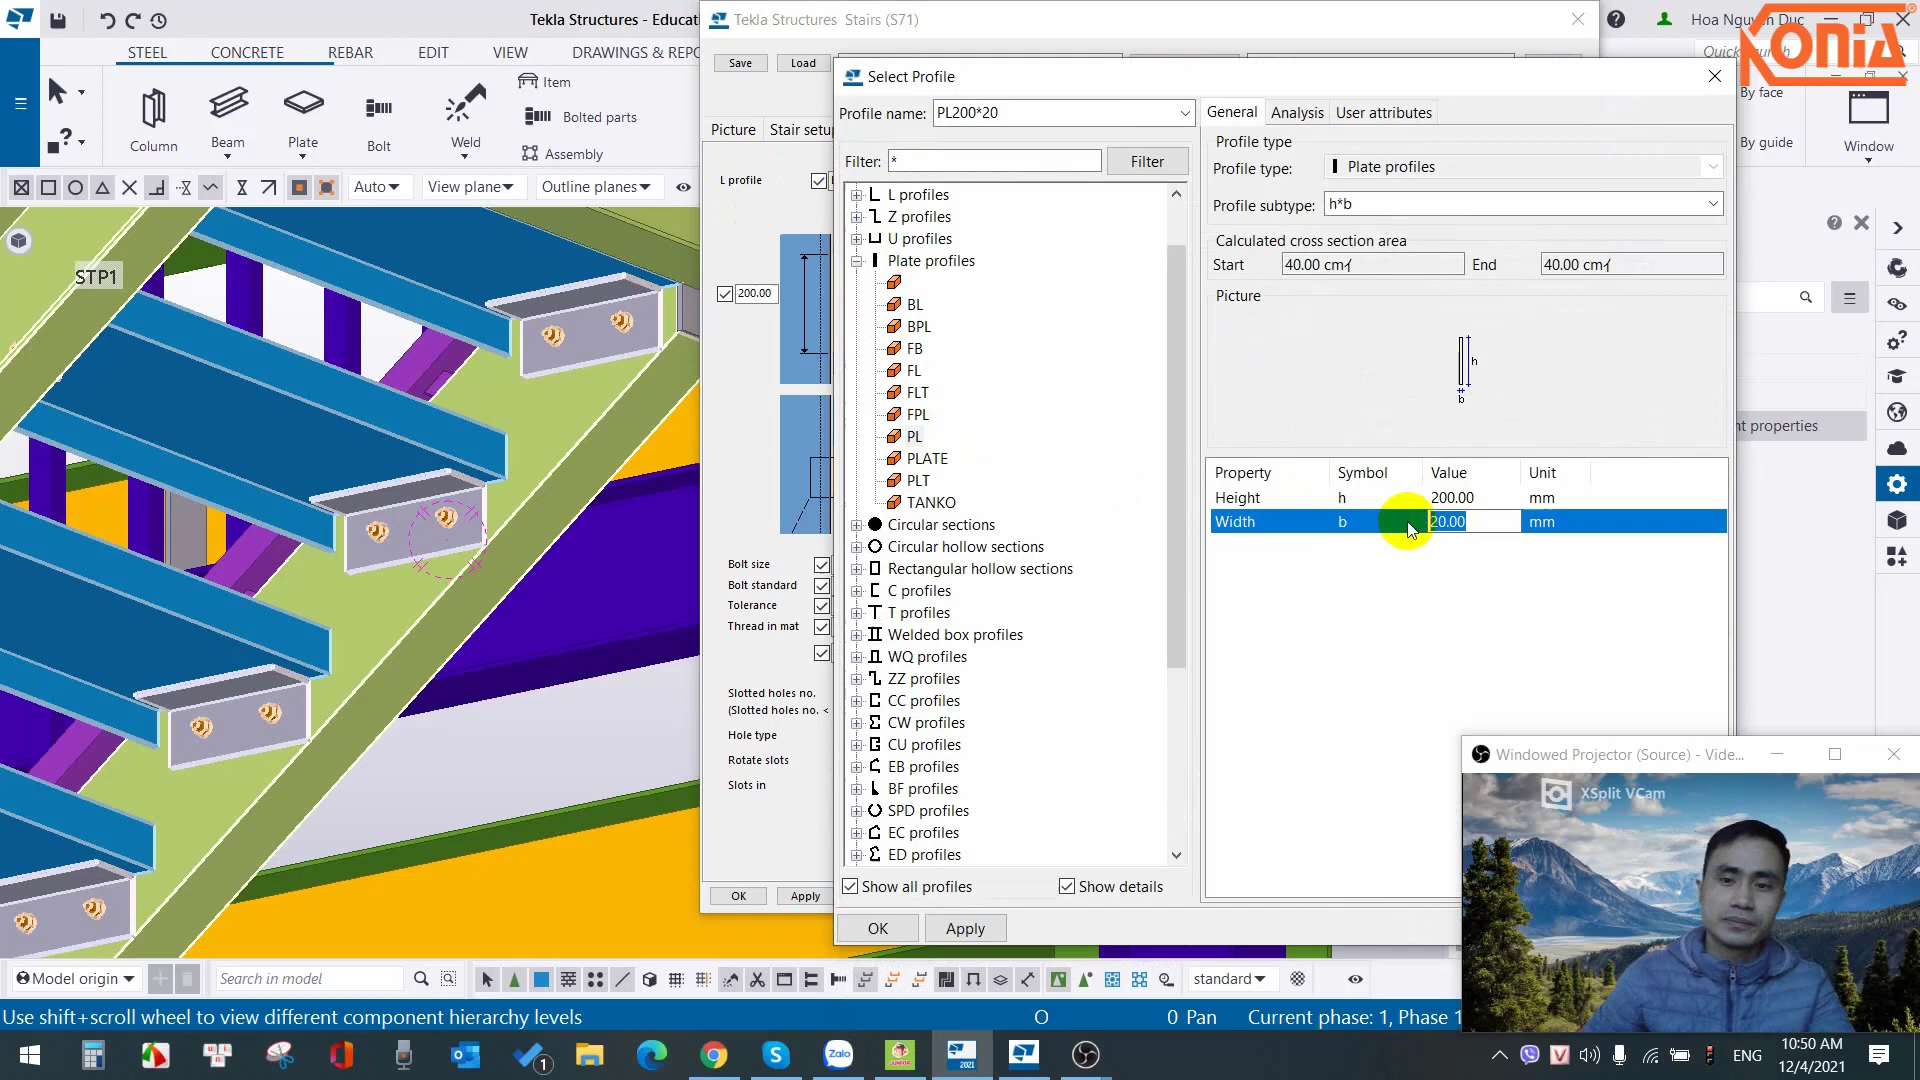 Tekla Structures - Educat
Tekla Structures Stairs (S71)
Hoa Nguyen Duc
KONIA
STEEL
CONCRETE
REBAR
EDIT
VIEW
DRAWINGS & REPO
Save
Load
Select Profile
Profile name:
PL200*20
General
Analysis
User attributes
By face
Column
Beam
Plate
Bolt
Item
Bolted parts
Assembly
Weld
Picture
Stair setup
Filter:
*
Filter
Profile type
Profile type:
Plate profiles
By guide
Window
Auto
View plane
Outline planes
L profile
Profile subtype:
h*b
STP1
200.00
L profiles
Z profiles
U profiles
Plate profiles
BL
BPL
FB
FL
FLT
FPL
PL
PLATE
PLT
TANKO
Circular sections
Circular hollow sections
Rectangular hollow sections
C profiles
T profiles
Welded box profiles
WQ profiles
ZZ profiles
CC profiles
CW profiles
CU profiles
EB profiles
BF profiles
SPD profiles
EC profiles
ED profiles
Calculated cross section area
Start
40.00 cm
End
40.00 cm
Picture
h
b
nt properties
Property
Symbol
Value
Unit
Height
h
200.00
mm
Width
b
20.00
mm
Bolt size
Bolt standard
Tolerance
Thread in mat
Slotted holes no.
(Slotted holes no. <
Hole type
Rotate slots
Slots in
Show all profiles
Show details
OK
Apply
OK
Apply
Windowed Projector (Source) - Vide...
XSplit VCam
Model origin
Search in model
standard
Use shift+scroll wheel to view different component hierarchy levels
O
0
Pan
Current phase: 1, Phase 1
1
Zalo
JUNFOR
2021
ENG
10:50 AM
12/4/2021